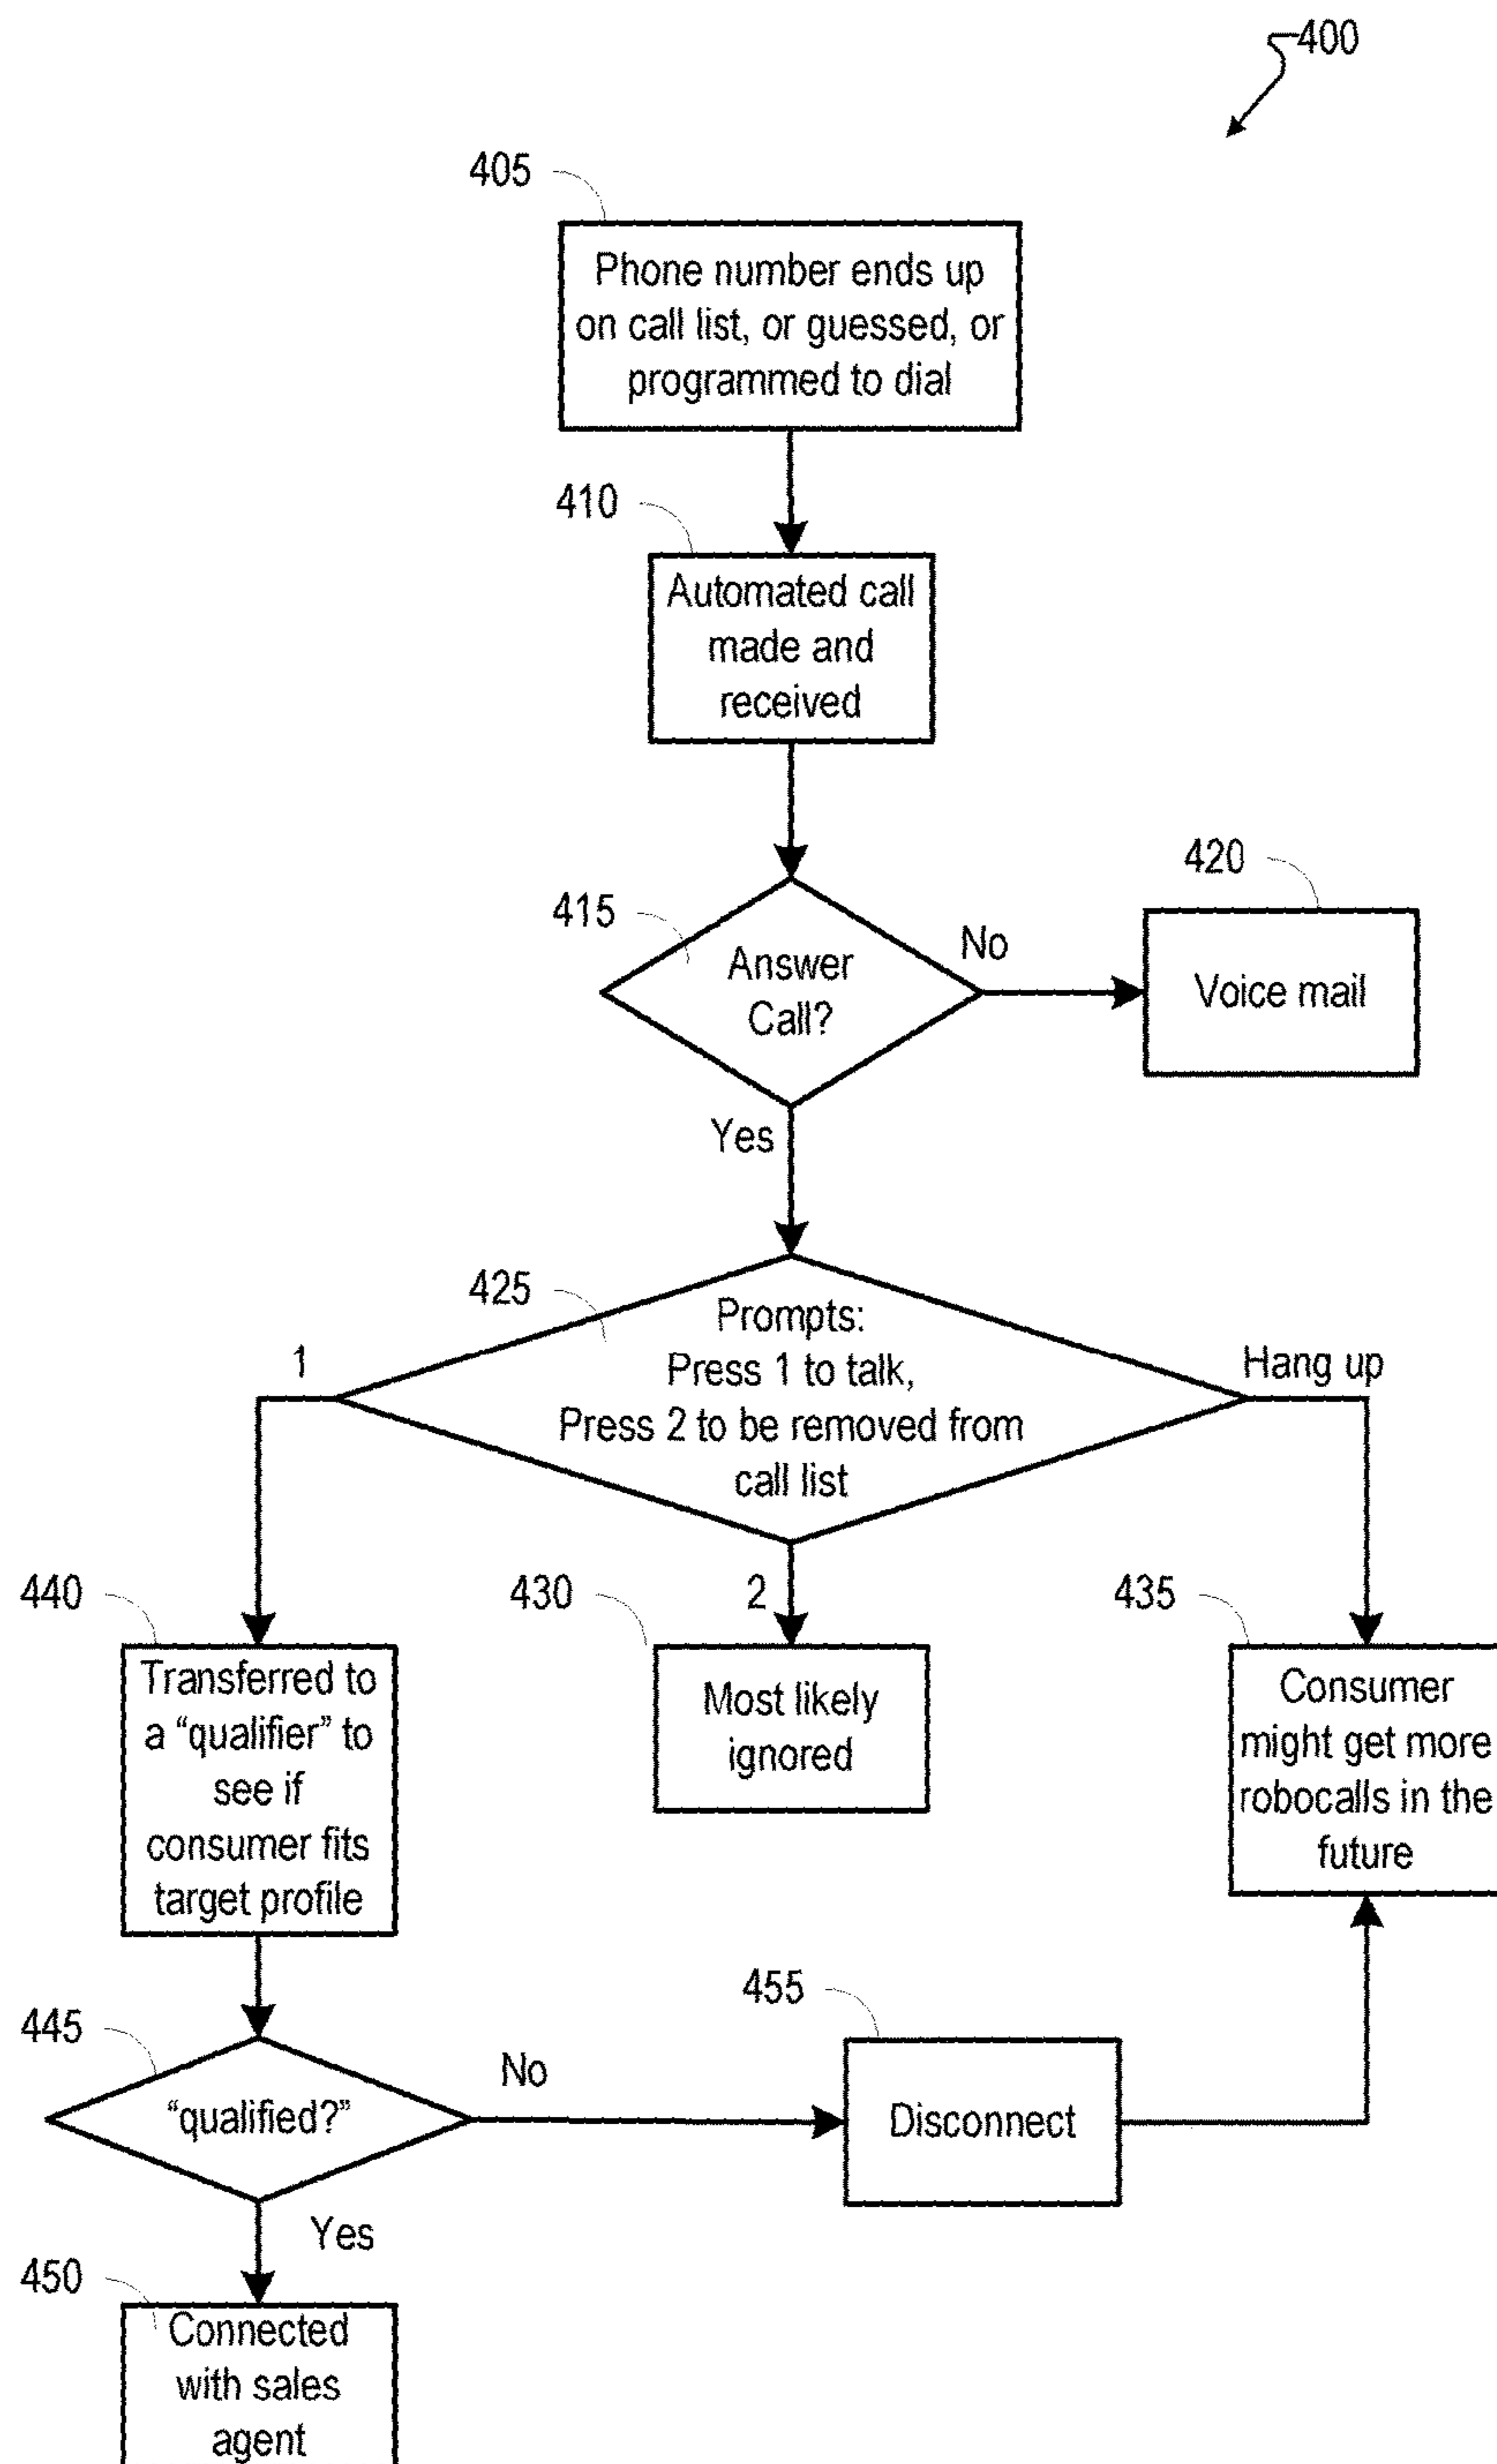 400
405
Phone number ends up
on call list, or guessed, or
programmed to dial
410
Automated call
made and
received
415
Answer
Call?
No
420
Voice mail
Yes
425
Prompts:
Press 1 to talk,
Press 2 to be removed from
call list
1
Hang up
2
440
Transferred to
a “qualifier” to
see if
consumer fits
target profile
430
Most likely
ignored
435
Consumer
might get more
robocalls in the
future
445
“qualified?”
No
455
Disconnect
Yes
450
Connected
with sales
agent